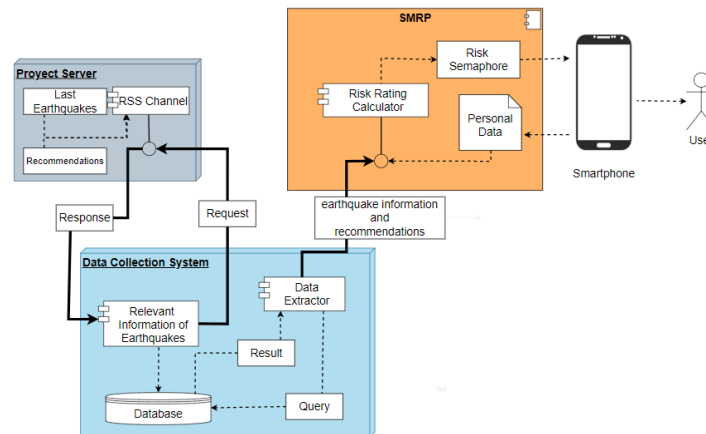 SMRP
Proyect Server
Last
Earthquakes
RSS Channel
Recommendations
Risk
Semaphore
Risk Rating
Calculator
Personal
Data
Smartphone
Use
Response
Request
earthquake information
and
recommendations
Data Collection System
Data
Extractor
Relevant
Information of
Earthquakes
Result
Database
Query